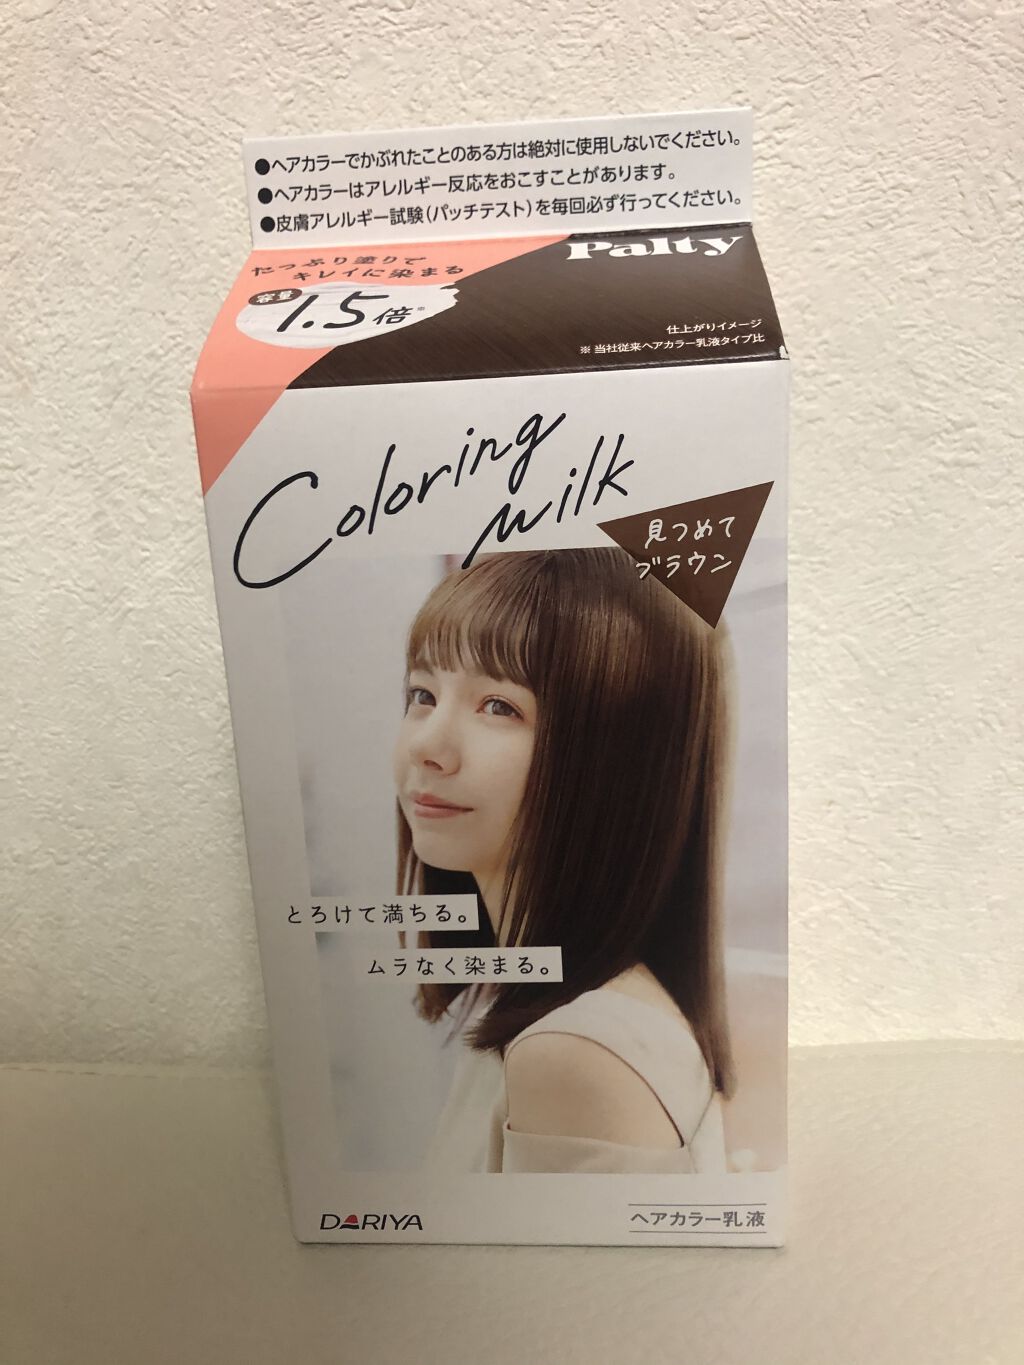 ●ヘアカラーでかぶれたことのある方は絶対に使用しないでください。
●ヘアカラーはアレルギー反応をおこすことがあります。
●皮膚アレルギー試験（パッチテスト）を毎回必ず行ってください。
Palty
たっぷり塗りで
キレイに染まる
容量
1.5倍※
仕上がりイメージ
※ 当社従来ヘアカラー乳液タイプ比
Coloring
Milk
見つめて
ブラウン
とろけて満ちる。
ムラなく染まる。
DARIYA
ヘアカラー乳液